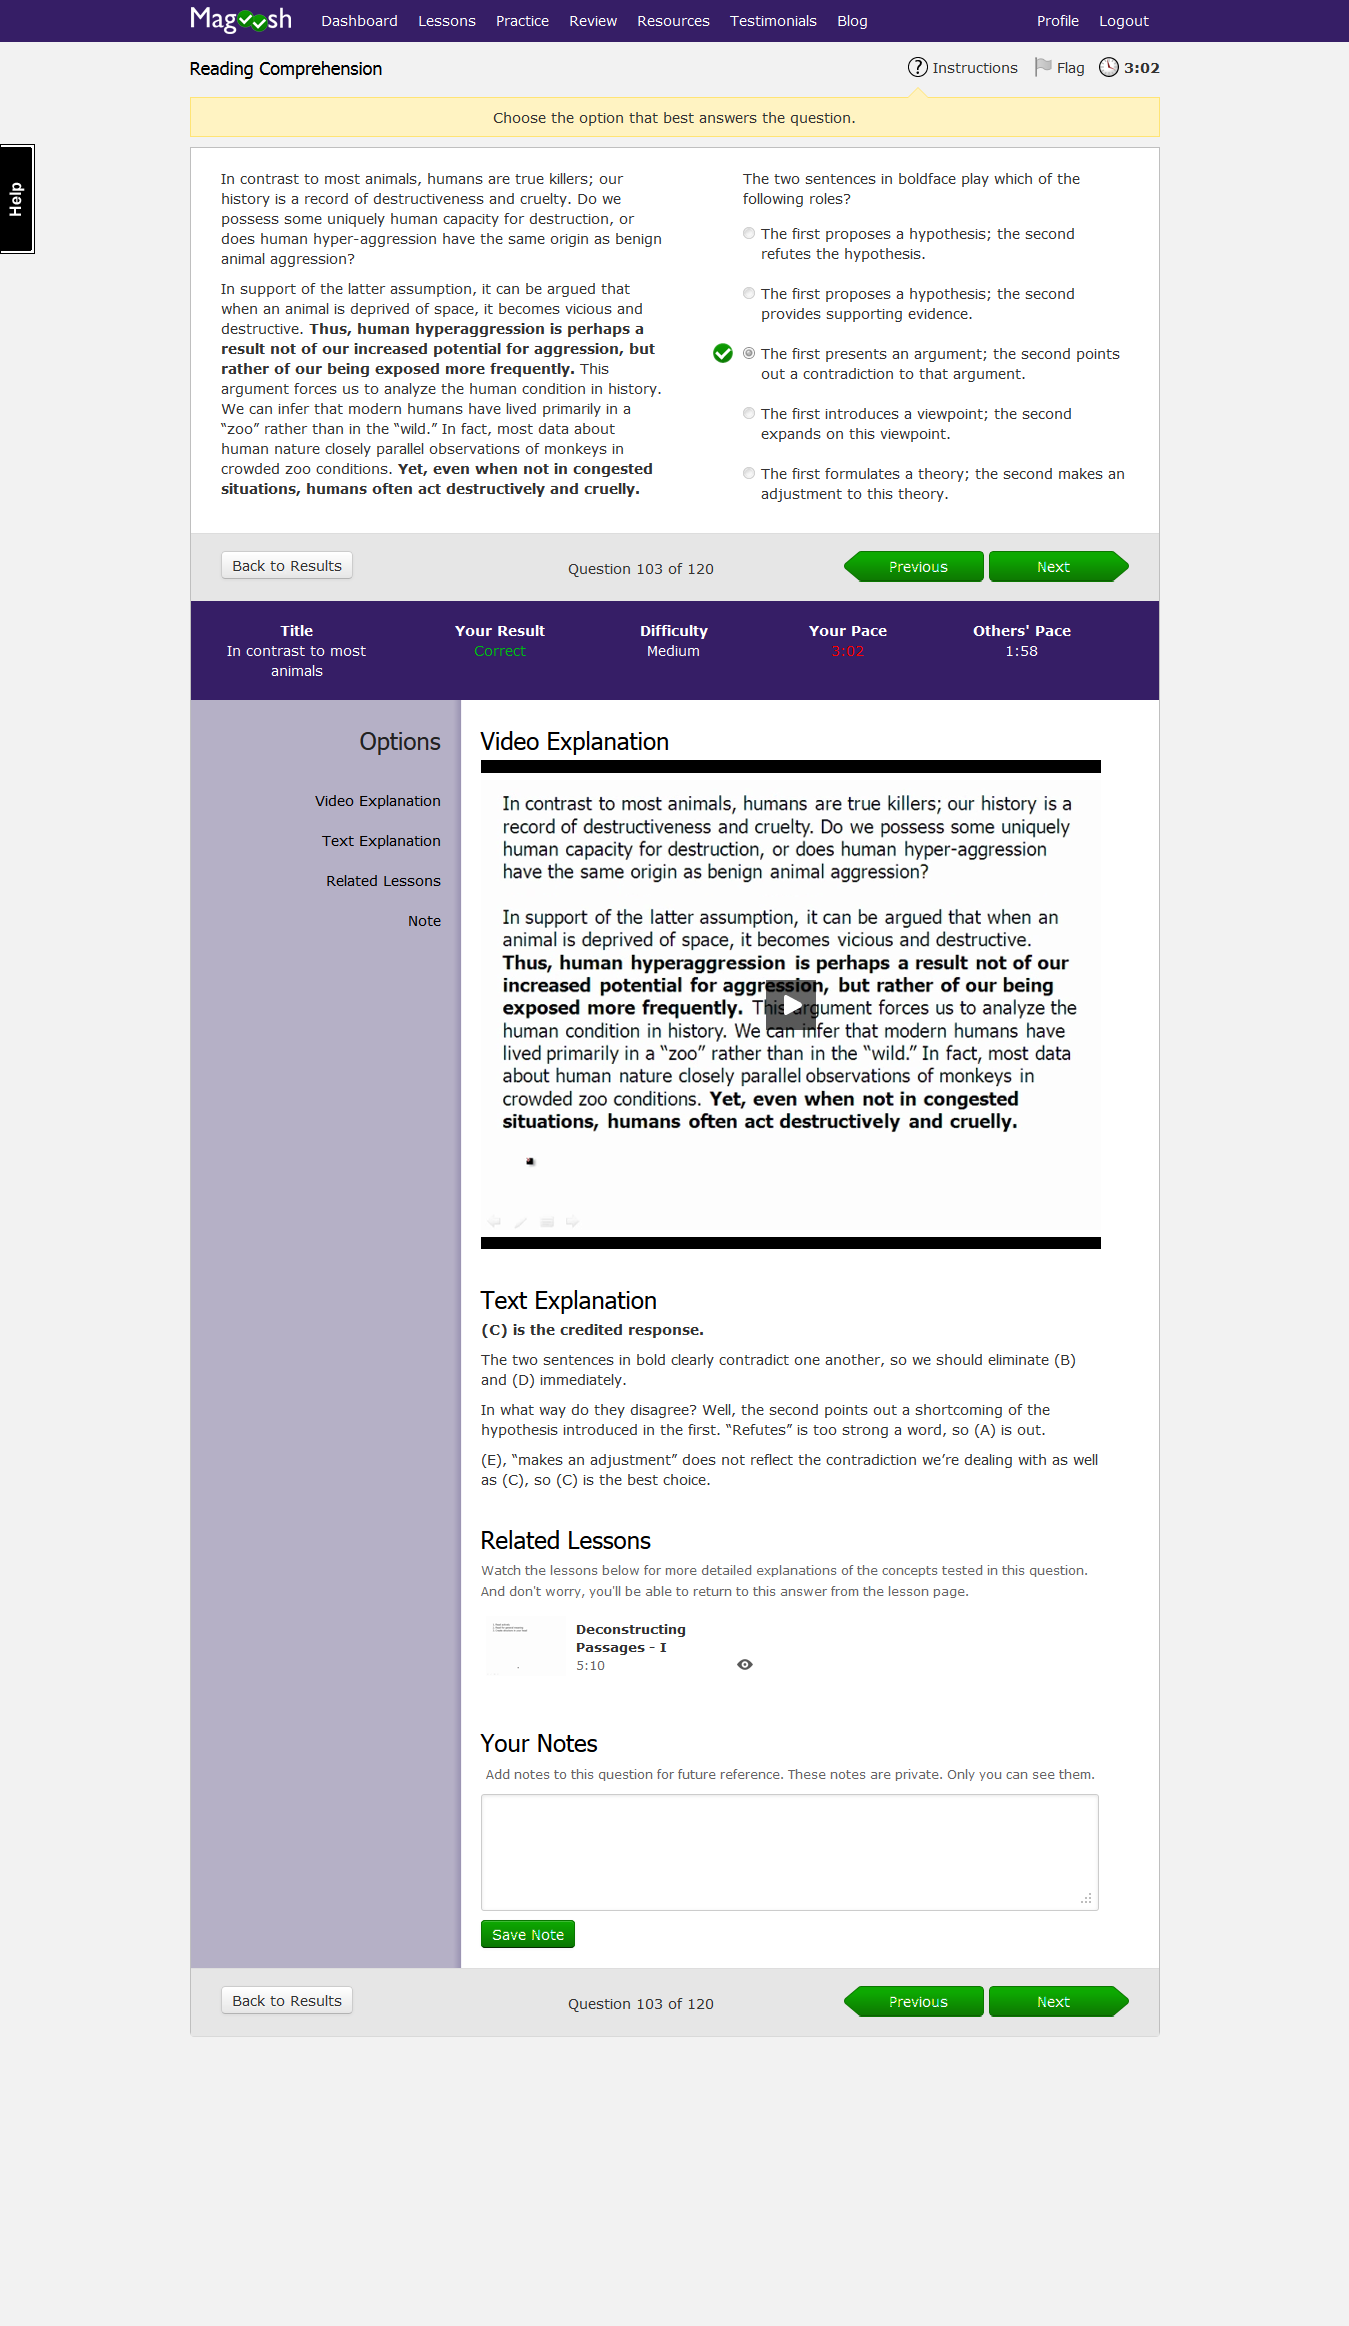 Magoosh
Dashboard Lessons Practice Review Resources Testimonials Blog Profile Logout
Reading Comprehension
Instructions Flag 3:02
Choose the option that best answers the question.
Help
In contrast to most animals, humans are true killers; our
history is a record of destructiveness and cruelty. Do we
possess some uniquely human capacity for destruction, or
does human hyper-aggression have the same origin as benign
animal aggression?
In support of the latter assumption, it can be argued that
when an animal is deprived of space, it becomes vicious and
destructive. Thus, human hyperaggression is perhaps a
result not of our increased potential for aggression, but
rather of our being exposed more frequently. This
argument forces us to analyze the human condition in history.
We can infer that modern humans have lived primarily in a
“zoo” rather than in the “wild.” In fact, most data about
human nature closely parallel observations of monkeys in
crowded zoo conditions. Yet, even when not in congested
situations, humans often act destructively and cruelly.
The two sentences in boldface play which of the
following roles?
The first proposes a hypothesis; the second
refutes the hypothesis.
The first proposes a hypothesis; the second
provides supporting evidence.
The first presents an argument; the second points
out a contradiction to that argument.
The first introduces a viewpoint; the second
expands on this viewpoint.
The first formulates a theory; the second makes an
adjustment to this theory.
Back to Results Question 103 of 120 Previous Next
Title Your Result Difficulty Your Pace Others' Pace
In contrast to most Correct Medium 3:02 1:58
animals
Options
Video Explanation
Text Explanation
Related Lessons
Note
Video Explanation
In contrast to most animals, humans are true killers; our history is a
record of destructiveness and cruelty. Do we possess some uniquely
human capacity for destruction, or does human hyper-aggression
have the same origin as benign animal aggression?
In support of the latter assumption, it can be argued that when an
animal is deprived of space, it becomes vicious and destructive.
Thus, human hyperaggression is perhaps a result not of our
increased potential for aggression, but rather of our being
exposed more frequently. This argument forces us to analyze the
human condition in history. We can infer that modern humans have
lived primarily in a “zoo” rather than in the “wild.” In fact, most data
about human nature closely parallel observations of monkeys in
crowded zoo conditions. Yet, even when not in congested
situations, humans often act destructively and cruelly.
Text Explanation
(C) is the credited response.
The two sentences in bold clearly contradict one another, so we should eliminate (B)
and (D) immediately.
In what way do they disagree? Well, the second points out a shortcoming of the
hypothesis introduced in the first. “Refutes” is too strong a word, so (A) is out.
(E), “makes an adjustment” does not reflect the contradiction we’re dealing with as well
as (C), so (C) is the best choice.
Related Lessons
Watch the lessons below for more detailed explanations of the concepts tested in this question.
And don't worry, you'll be able to return to this answer from the lesson page.
Deconstructing
Passages - I
5:10
Your Notes
Add notes to this question for future reference. These notes are private. Only you can see them.
Save Note
Back to Results Question 103 of 120 Previous Next